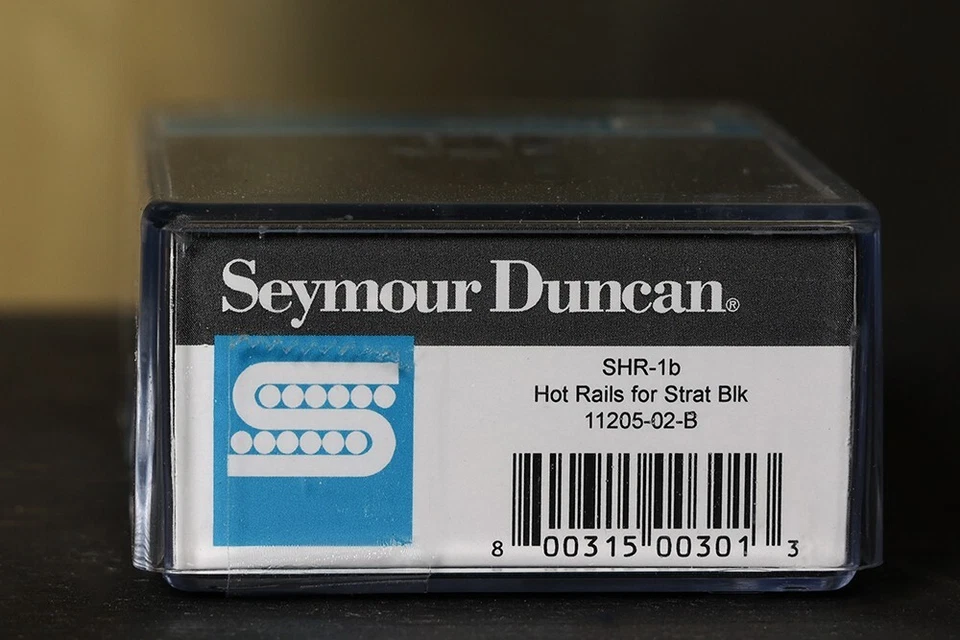 Seymour Duncan®
SHR-1b
Hot Rails for Strat Blk
11205-02-B
8 00315 00301 3